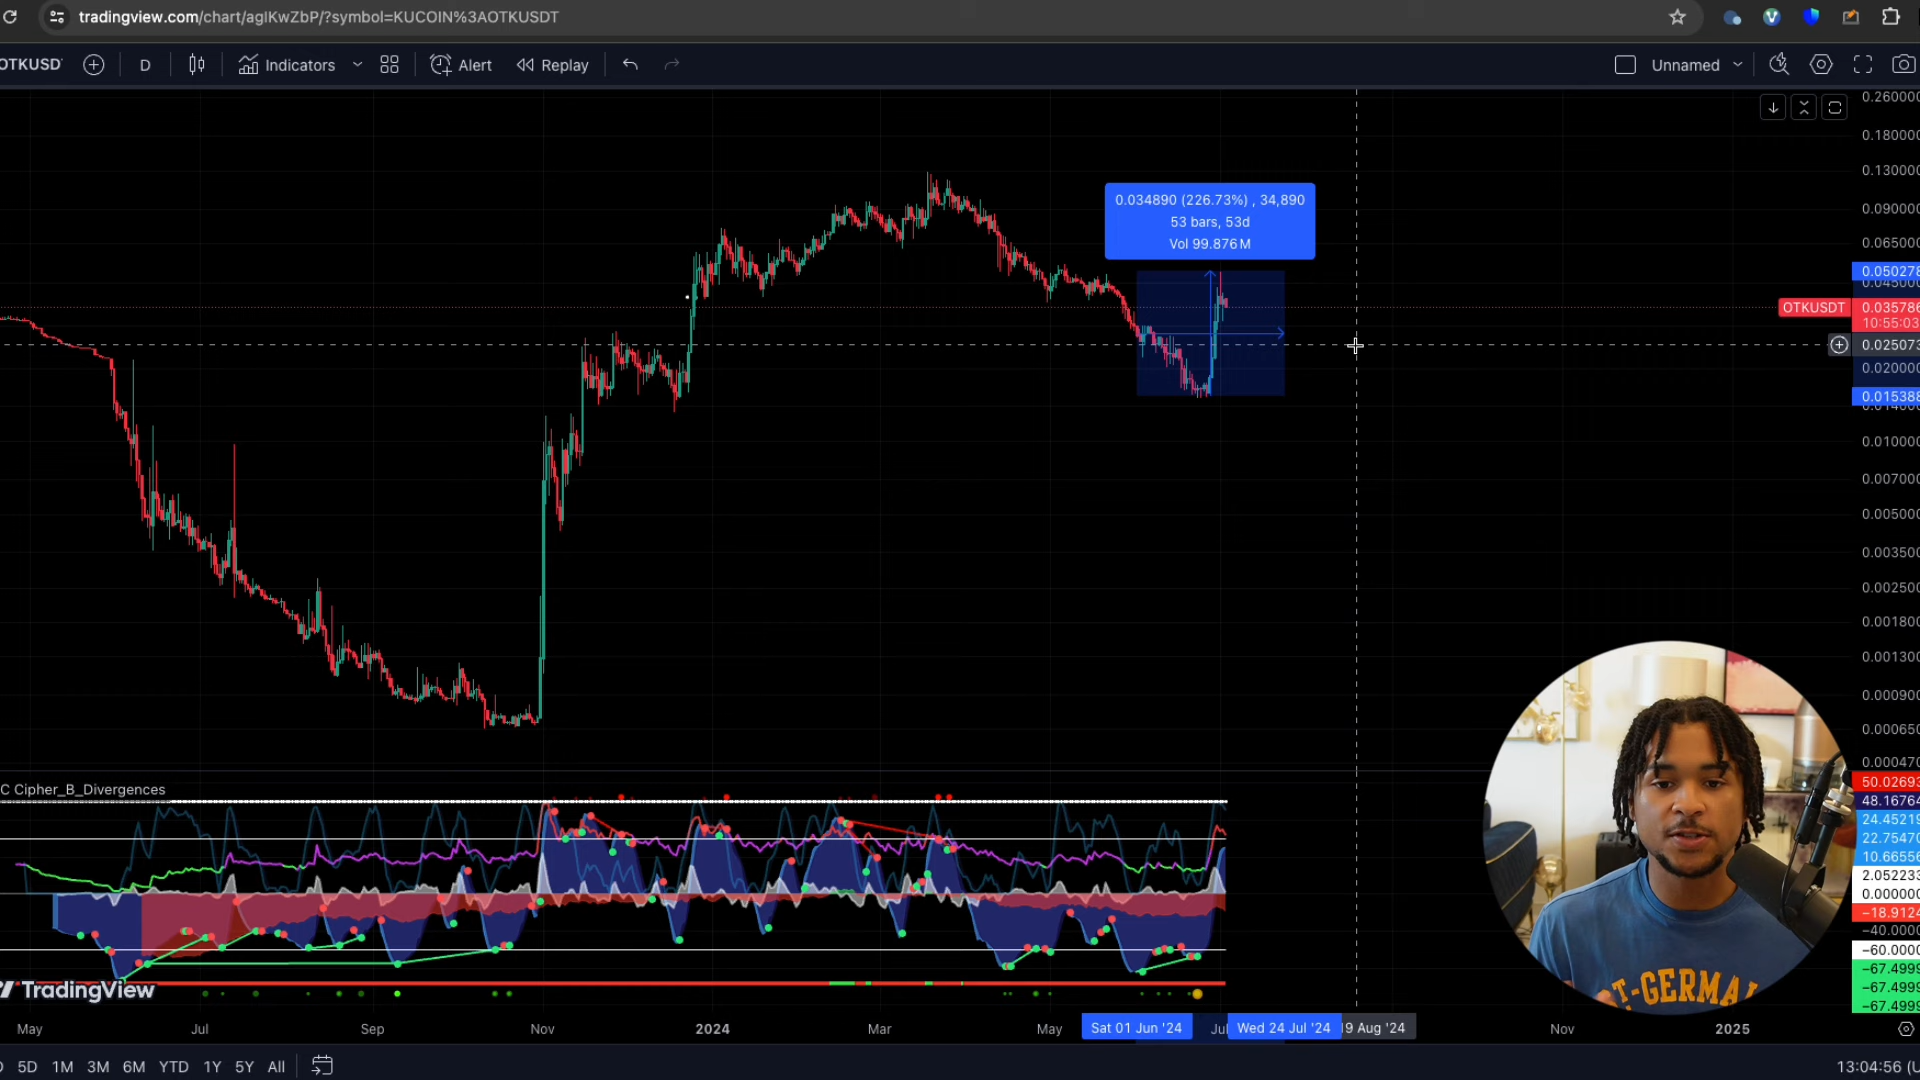 tradingview.com/chart/aglKwZbP/?symbol=KUCOIN%3AOTKUSDT
OTKUSD
D
Indicators
Alert
Replay
Unnamed
0.260000
0.180000
0.130000
0.090000
0.065000
0.034890 (226.73%) , 34,890
53 bars, 53d
Vol 99.876 M
0.050278
0.045000
OTKUSDT
0.035786
10:55:03
0.025073
0.020000
0.015388
0.014000
0.010000
0.007000
0.005000
0.003500
0.002500
0.001800
0.001300
0.000900
0.000650
0.000470
C Cipher_B_Divergences
50.02693
48.16764
24.45219
22.75470
10.66556
2.052233
0.000000
−18.9124
−40.0000
−60.0000
−67.4999
−67.4999
−67.4999
TradingView
May
Jul
Sep
Nov
2024
Mar
May
Sat 01 Jun '24
Jul
Wed 24 Jul '24
19 Aug '24
Nov
2025
5D
1M
3M
6M
YTD
1Y
5Y
All
13:04:56 (U
T-GERMAI